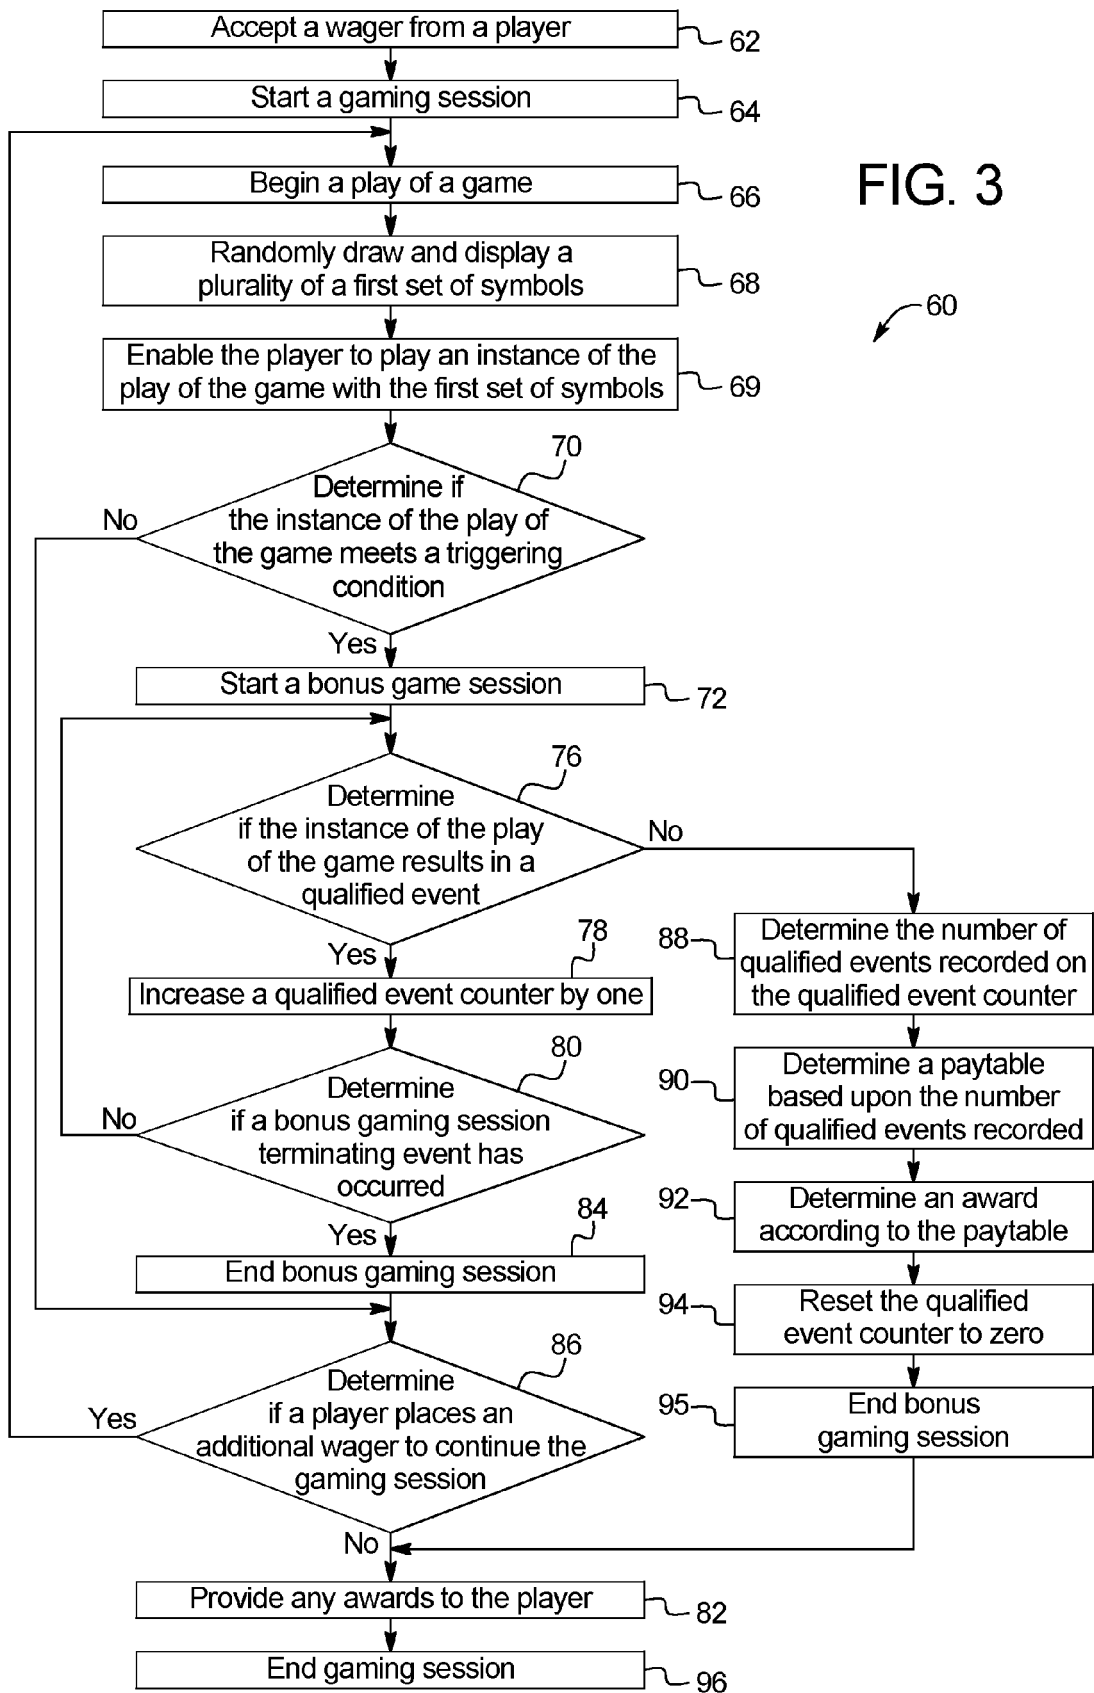 Accept a wager from a player
62
Start a gaming session
64
Begin a play of a game
66
FIG. 3
Randomly draw and display a
plurality of a first set of symbols
68
60
Enable the player to play an instance of the
play of the game with the first set of symbols
69
70
Determine if
the instance of the play of
the game meets a triggering
condition
No
Yes
Start a bonus game session
72
76
Determine
if the instance of the play
of the game results in a
qualified event
No
Yes
78
Increase a qualified event counter by one
80
Determine
if a bonus gaming session
terminating event has
occurred
No
Yes
84
End bonus gaming session
86
Determine
if a player places an
additional wager to continue the
gaming session
Yes
No
88
Determine the number of
qualified events recorded on
the qualified event counter
90
Determine a paytable
based upon the number
of qualified events recorded
92
Determine an award
according to the paytable
94
Reset the qualified
event counter to zero
95
End bonus
gaming session
Provide any awards to the player
82
End gaming session
96